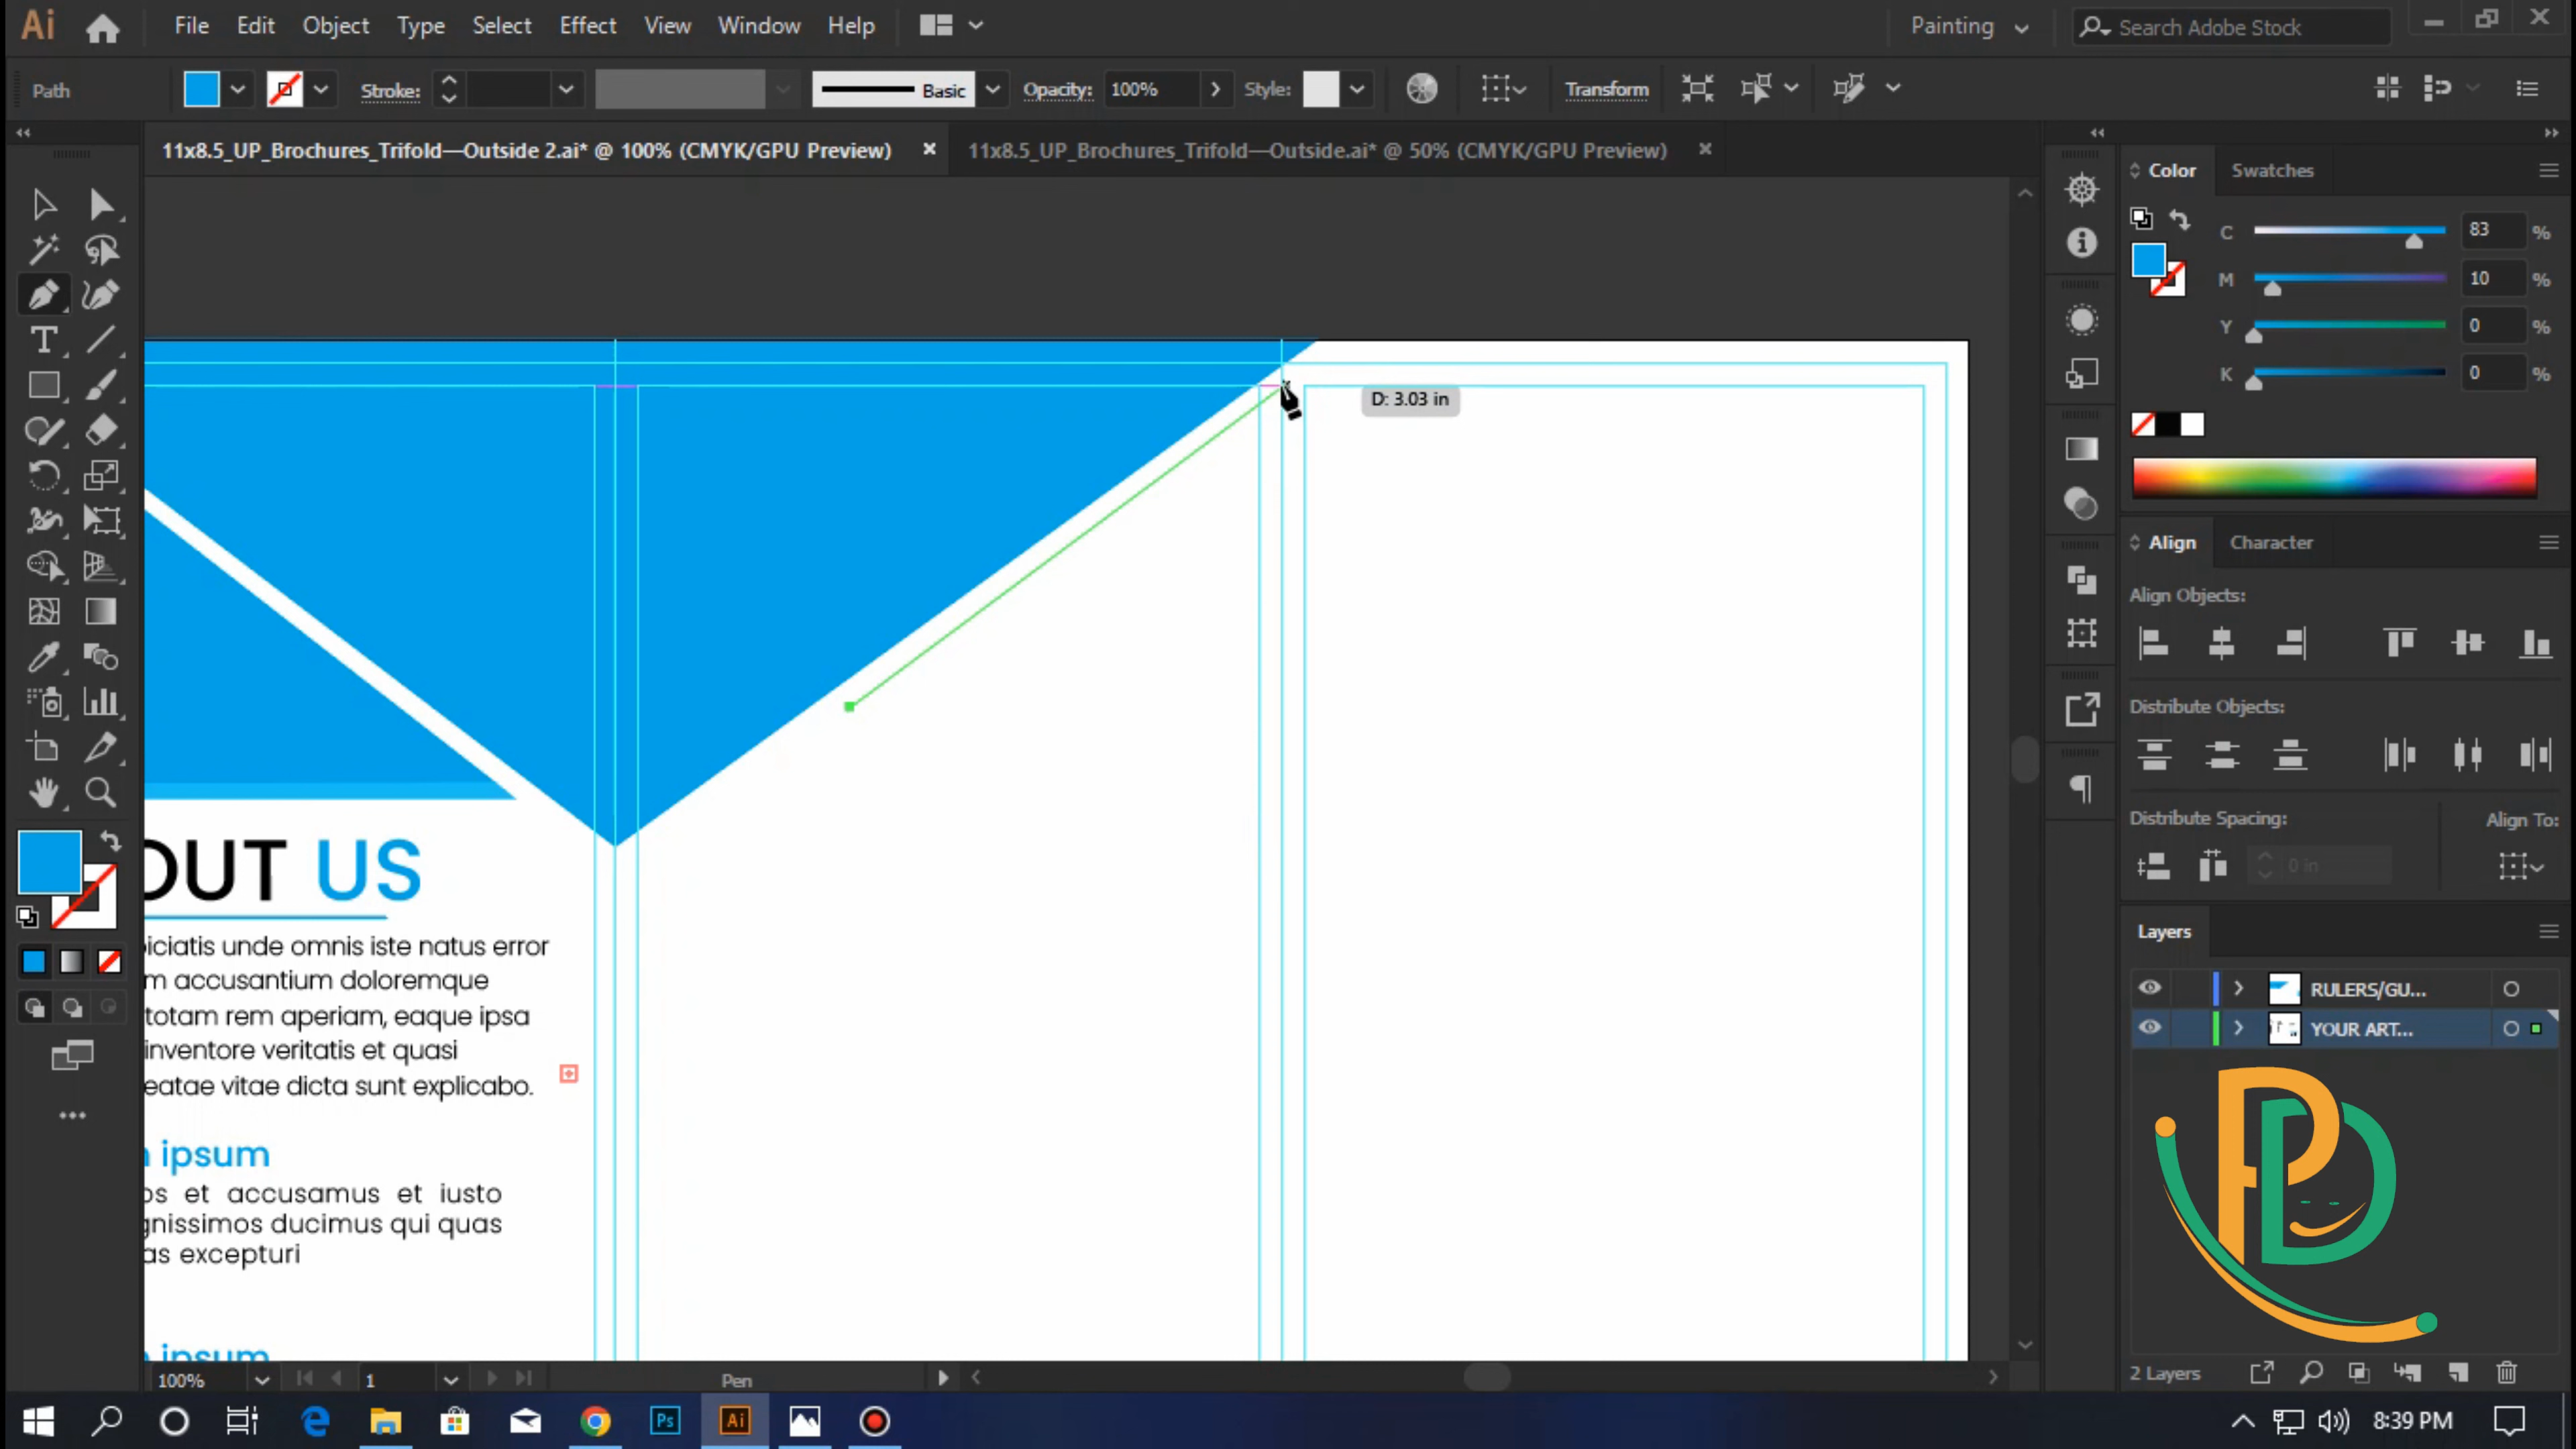 Ai File Edit Object Type Select Effect View Window Help Painting Search Adobe Stock
Path Stroke: Basic Opacity: 100% Style: Transform
11x8.5_UP_Brochures_Trifold—Outside 2.ai* @ 100% (CMYK/GPU Preview) 11x8.5_UP_Brochures_Trifold—Outside.ai* @ 50% (CMYK/GPU Preview)
Color Swatches
C 83 %
M 10 %
Y 0 %
K 0 %
D: 3.03 in
Align Character
Align Objects:
Distribute Objects:
Distribute Spacing: Align To:
0 in
OUT US
iciatis unde omnis iste natus error
m accusantium doloremque
totam rem aperiam, eaque ipsa
inventore veritatis et quasi
eatae vitae dicta sunt explicabo.
ipsum
os et accusamus et iusto
gnissimos ducimus qui quas
as excepturi
ipsum
Layers
RULERS/GU...
YOUR ART...
PD
2 Layers
100% 1 Pen
Ps Ai 8:39 PM